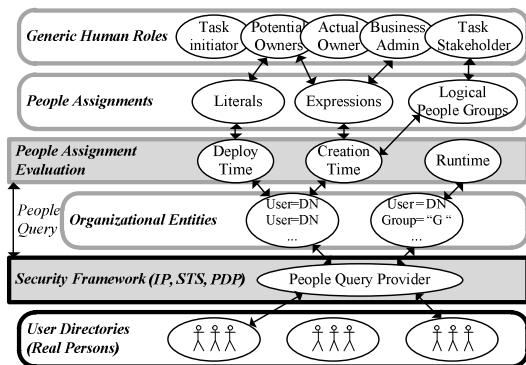 Generic Human Roles
Task initiator
Potential Owners
Actual Owner
Business Admin
Task Stakeholder
People Assignments
Literals
Expressions
Logical People Groups
People Assignment Evaluation
Deploy Time
Creation Time
Runtime
People Query
Organizational Entities
User=DN
User=DN
...
User=DN
Group= “G “
...
Security Framework (IP, STS, PDP)
People Query Provider
User Directories
(Real Persons)